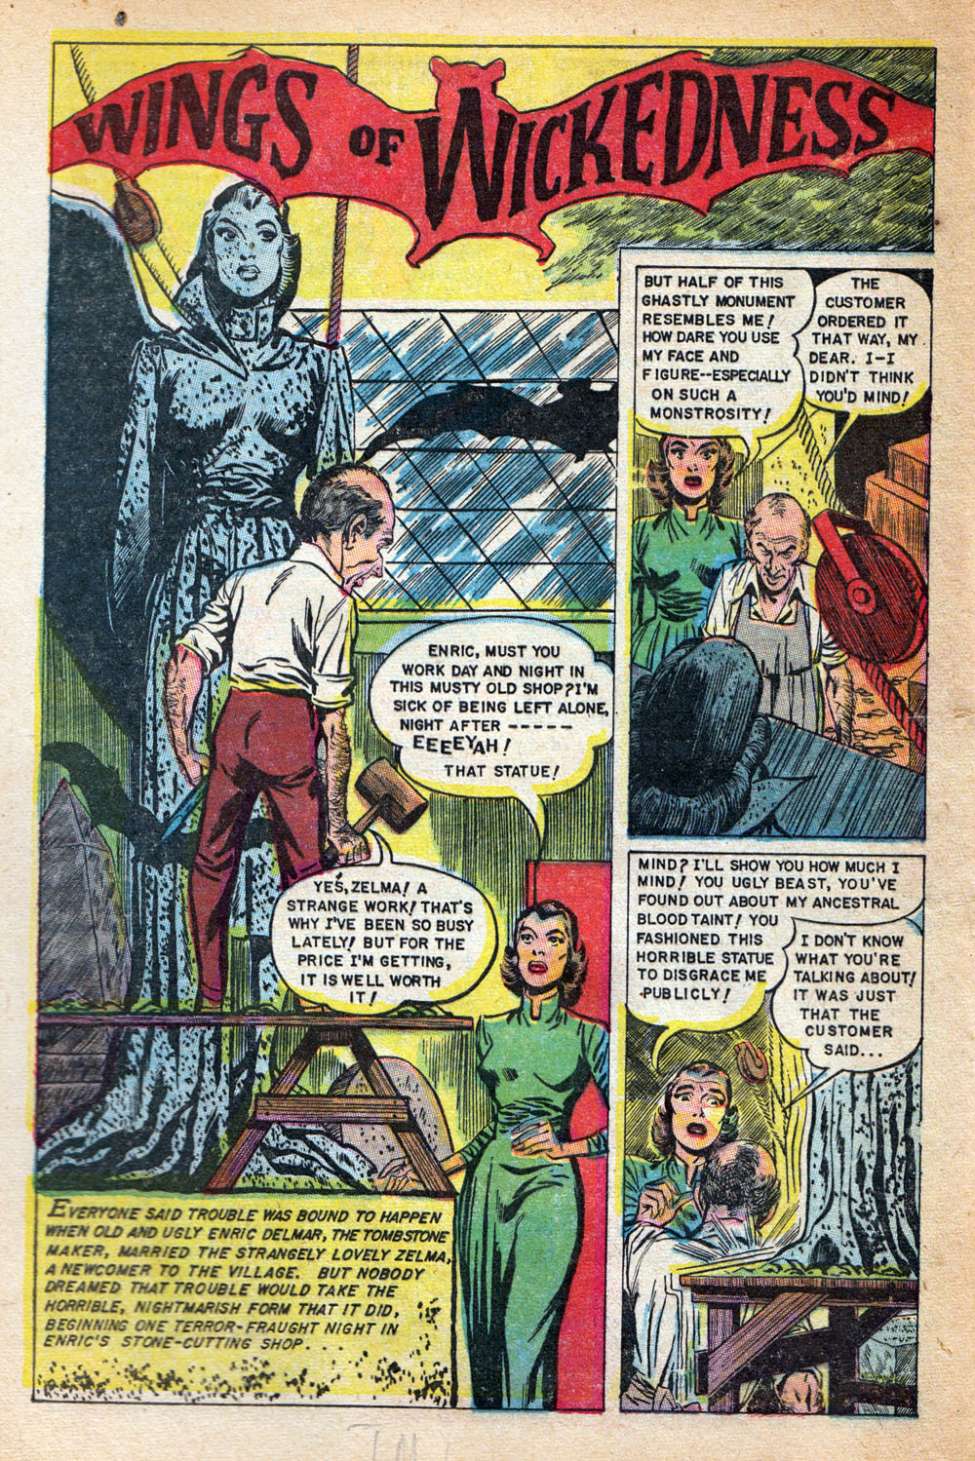 WINGS OF WICKEDNESS
ENRIC, MUST YOU
WORK DAY AND NIGHT IN
THIS MUSTY OLD SHOP? I'M
SICK OF BEING LEFT ALONE,
NIGHT AFTER -----
EEEEYAH!
THAT STATUE!
YES, ZELMA! A
STRANGE WORK! THAT'S
WHY I'VE BEEN SO BUSY
LATELY! BUT FOR THE
PRICE I'M GETTING,
IT IS WELL WORTH
IT!
EVERYONE SAID TROUBLE WAS BOUND TO HAPPEN
WHEN OLD AND UGLY ENRIC DELMAR, THE TOMBSTONE
MAKER, MARRIED THE STRANGELY LOVELY ZELMA,
A NEWCOMER TO THE VILLAGE. BUT NOBODY
DREAMED THAT TROUBLE WOULD TAKE THE
HORRIBLE, NIGHTMARISH FORM THAT IT DID,
BEGINNING ONE TERROR-FRAUGHT NIGHT IN
ENRIC'S STONE-CUTTING SHOP . . .
BUT HALF OF THIS
GHASTLY MONUMENT
RESEMBLES ME!
HOW DARE YOU USE
MY FACE AND
FIGURE--ESPECIALLY
ON SUCH A
MONSTROSITY!
THE
CUSTOMER
ORDERED IT
THAT WAY, MY
DEAR. I-I
DIDN'T THINK
YOU'D MIND!
MIND? I'LL SHOW YOU HOW MUCH I
MIND! YOU UGLY BEAST, YOU'VE
FOUND OUT ABOUT MY ANCESTRAL
BLOOD TAINT! YOU
FASHIONED THIS
HORRIBLE STATUE
TO DISGRACE ME
PUBLICLY!
I DON'T KNOW
WHAT YOU'RE
TALKING ABOUT!
IT WAS JUST
THAT THE
CUSTOMER
SAID...